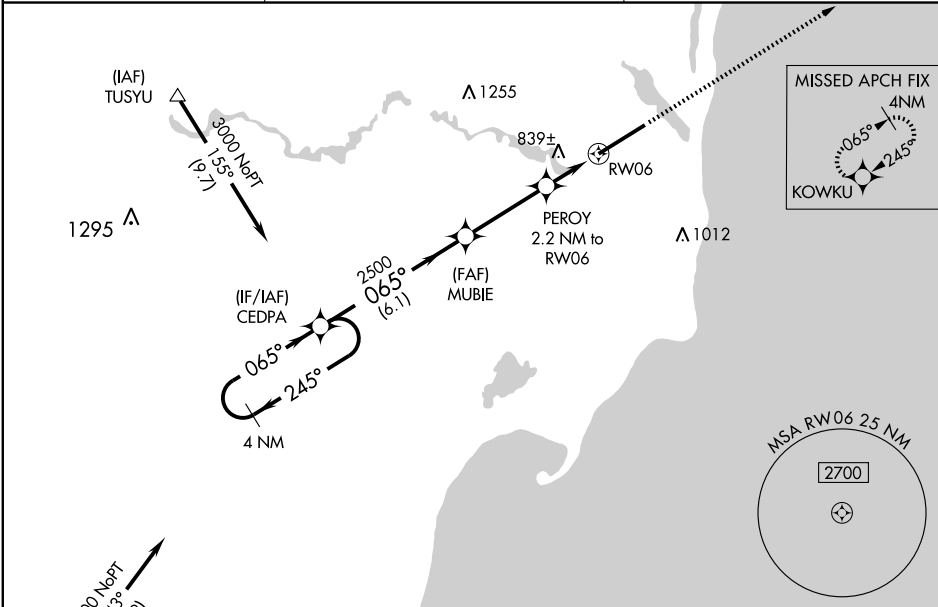 (IAF)
TUSYU
3000 NoPT
155°
(9.7)
1255
839±
RW06
MISSED APCH FIX
4NM
065°
245°
KOWKU
1295
PEROY
2.2 NM to
RW06
1012
(FAF)
MUBIE
2500
065°
(6.1)
(IF/IAF)
CEDPA
065°
245°
4 NM
MSA RW06 25 NM
2700
NoPT